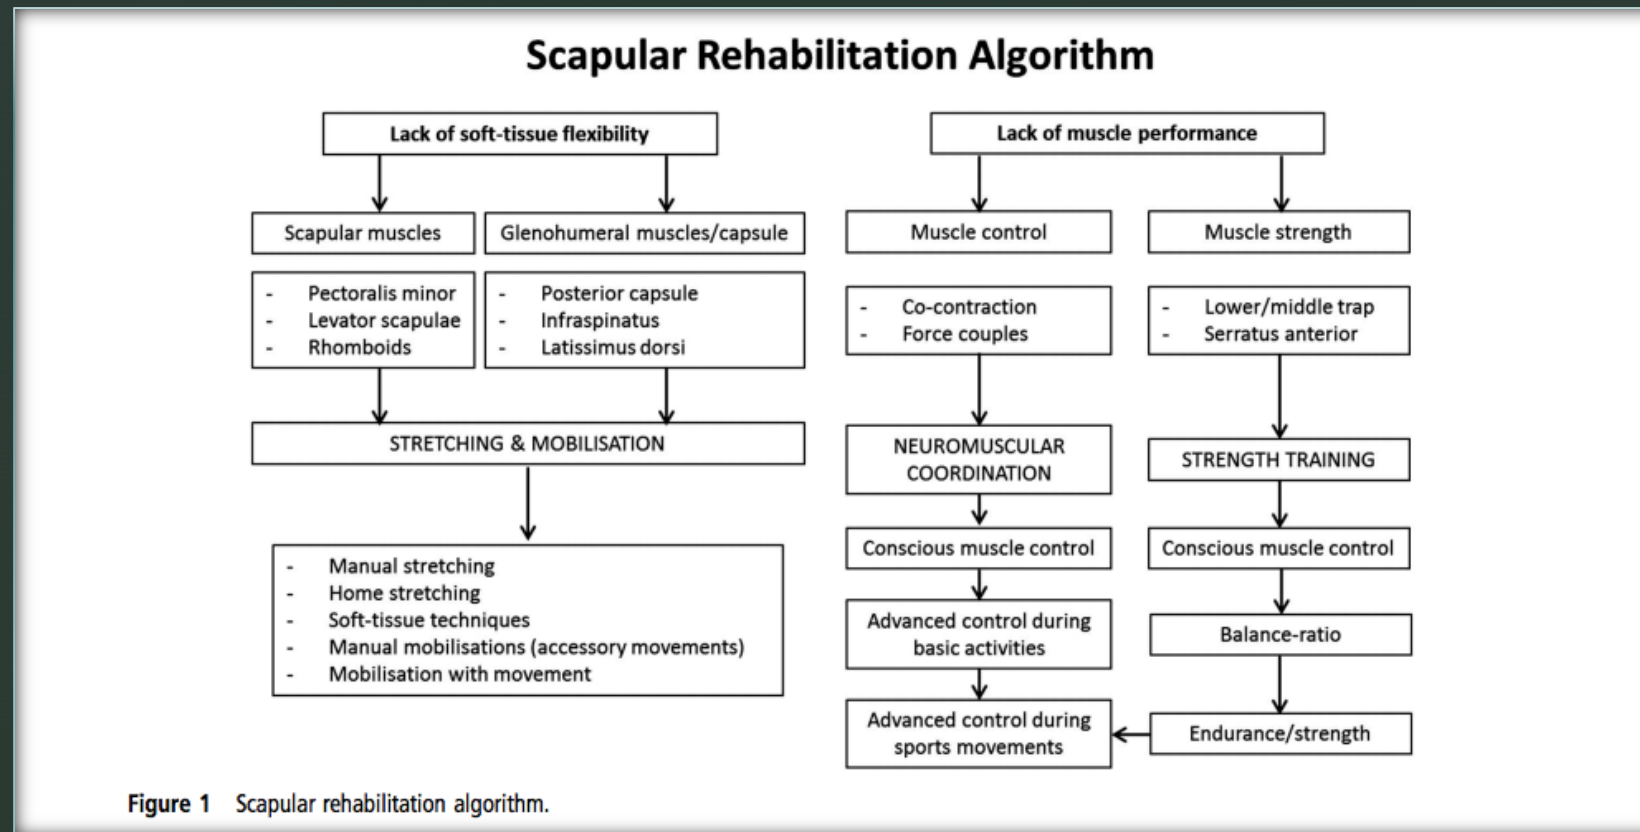 Scapular Rehabilitation Algorithm
Lack of soft-tissue flexibility
Scapular muscles
Glenohumeral muscles/capsule
- Pectoralis minor
- Levator scapulae
- Rhomboids
- Posterior capsule
- Infraspinatus
- Latissimus dorsi
STRETCHING & MOBILISATION
- Manual stretching
- Home stretching
- Soft-tissue techniques
- Manual mobilisations (accessory movements)
- Mobilisation with movement
Lack of muscle performance
Muscle control
- Co-contraction
- Force couples
NEUROMUSCULAR
COORDINATION
Conscious muscle control
Advanced control during
basic activities
Advanced control during
sports movements
Muscle strength
- Lower/middle trap
- Serratus anterior
STRENGTH TRAINING
Conscious muscle control
Balance-ratio
Endurance/strength
Figure 1 Scapular rehabilitation algorithm.